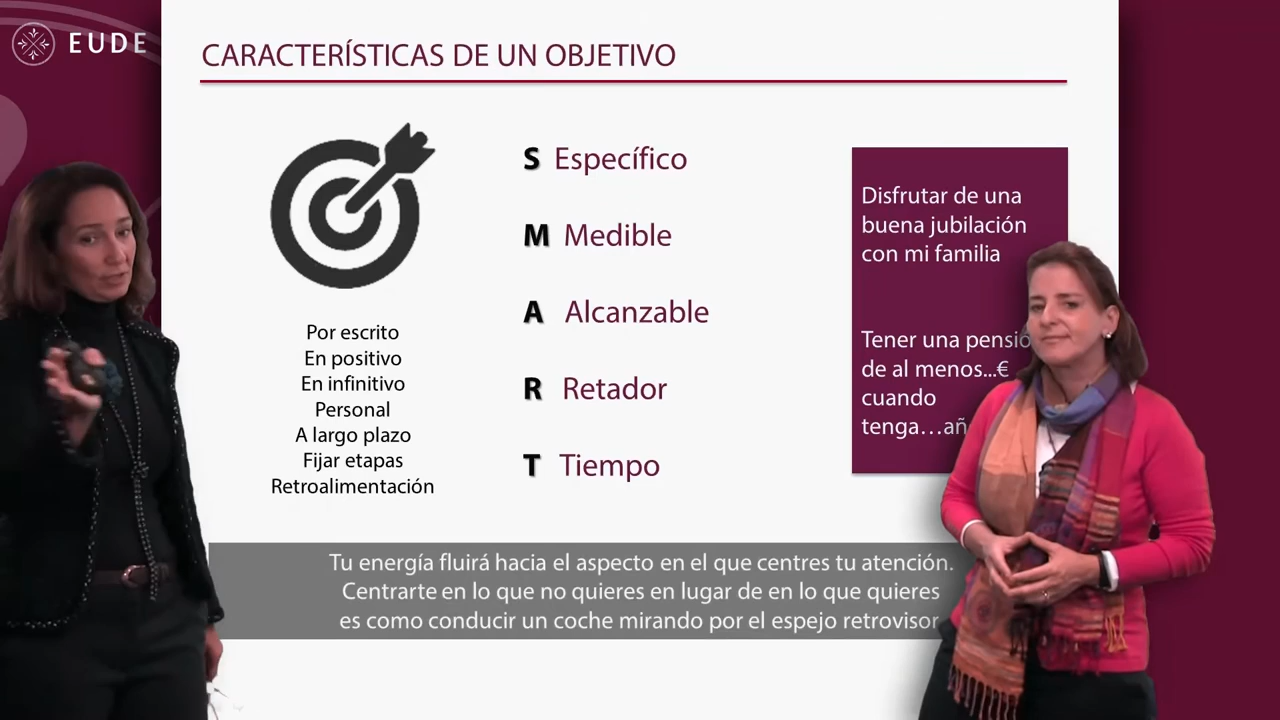 EUDE
CARACTERÍSTICAS DE UN OBJETIVO
Por escrito
En positivo
En infinitivo
Personal
A largo plazo
Fijar etapas
Retroalimentación
S Específico
M Medible
A Alcanzable
R Retador
T Tiempo
Disfrutar de una
buena jubilación
con mi familia
Tener una
de al menos...€
cuando
Tu energía fluirá hacia el aspecto en el que centres tu atención.
Centrarte en lo que no quieres en lugar de en lo que quieres
es como conducir un coche mirando por el espejo retrovisor